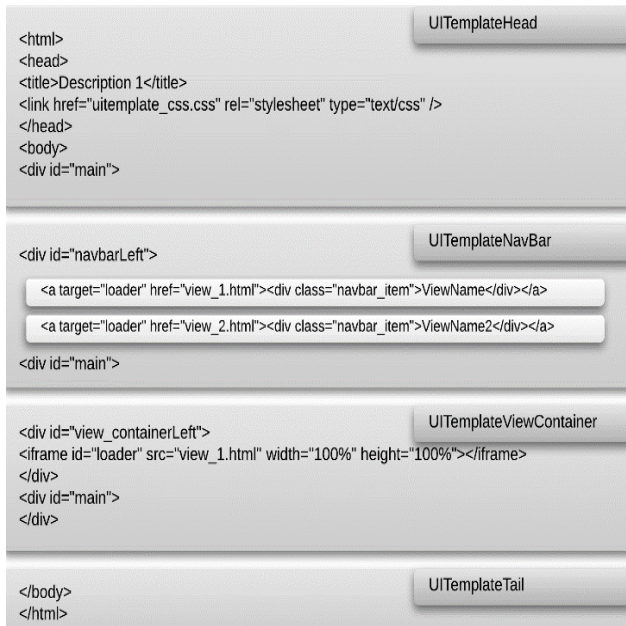 UITemplateHead
<html>
<head>
<title>Description 1</title>
<link href="uitemplate_css.css" rel="stylesheet" type="text/css" />
</head>
<body>
<div id="main">
UITemplateNavBar
<div id="navbarLeft">
<a target="loader" href="view_1.html"><div class="navbar_item">ViewName</div></a>
<a target="loader" href="view_2.html"><div class="navbar_item">ViewName2</div></a>
<div id="main">
UITemplateViewContainer
<div id="view_containerLeft">
<iframe id="loader" src="view_1.html" width="100%" height="100%"></iframe>
</div>
<div id="main">
</div>
UITemplateTail
</body>
</html>